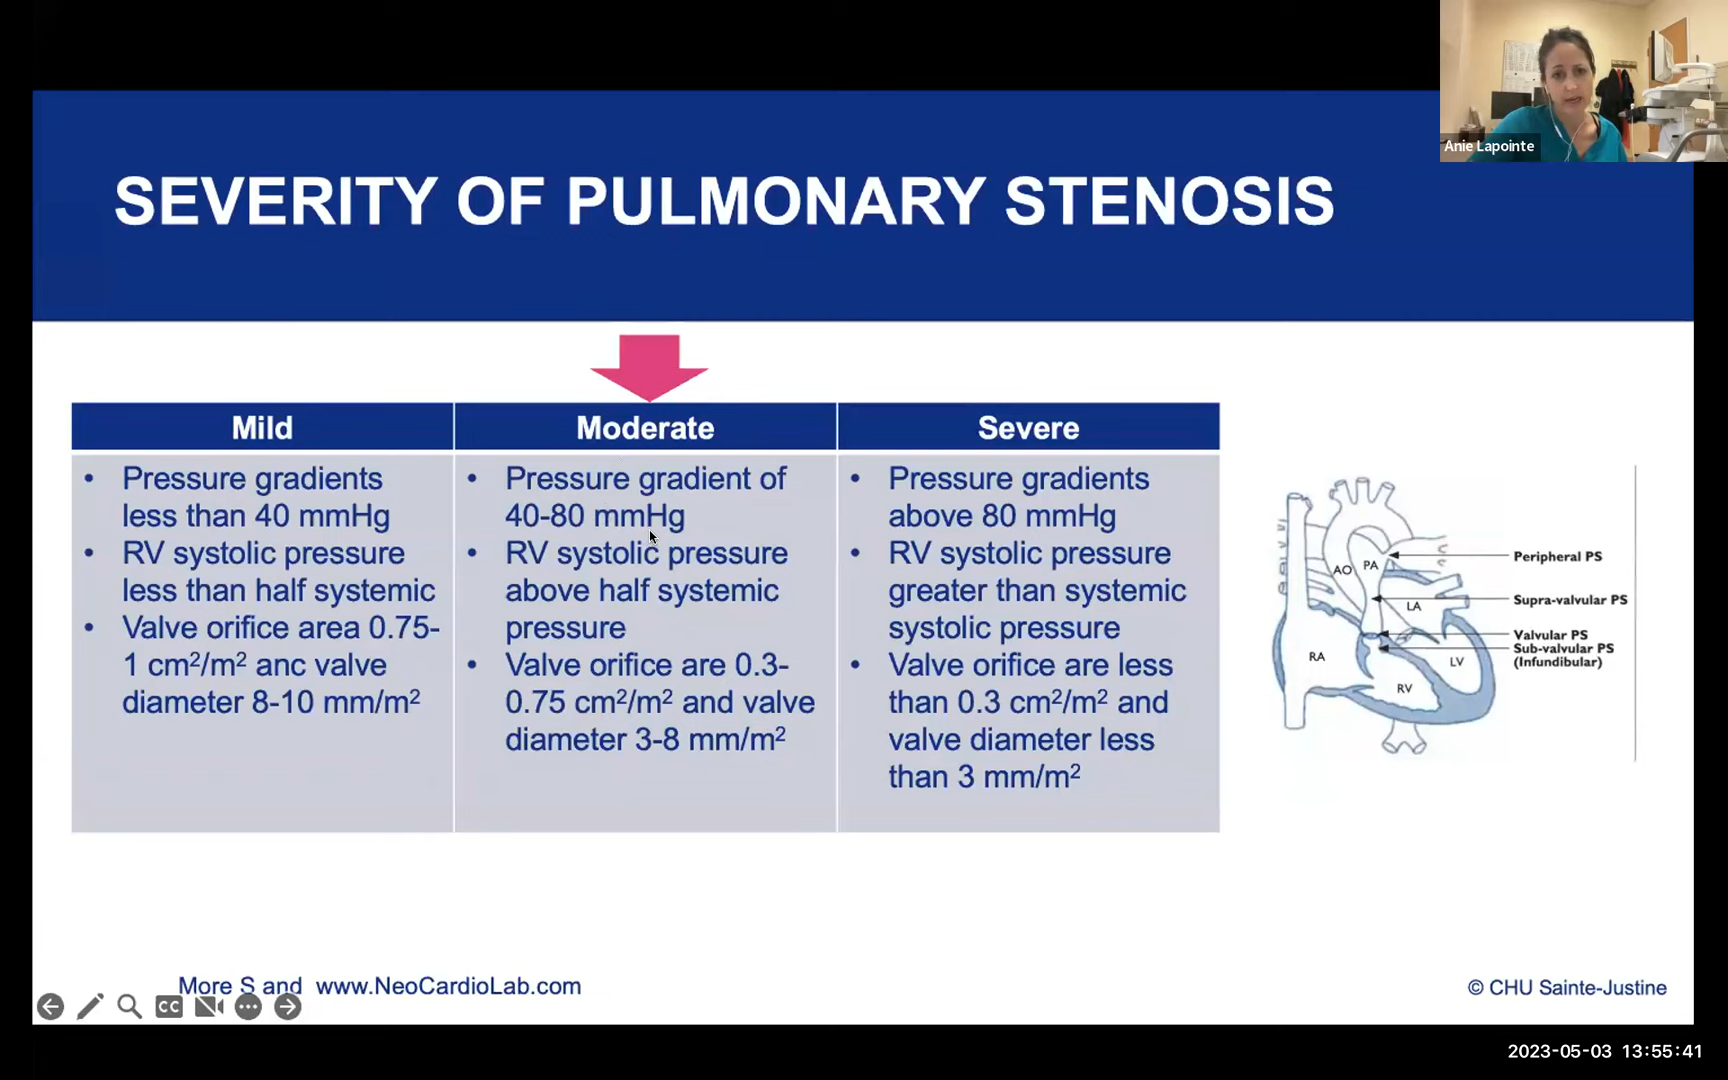 Anie Lapointe
SEVERITY OF PULMONARY STENOSIS
Mild
• Pressure gradients
less than 40 mmHg
• RV systolic pressure
less than half systemic
• Valve orifice area 0.75-
1 cm²/m² anc valve
diameter 8-10 mm/m²
Moderate
• Pressure gradient of
40-80 mmHg
• RV systolic pressure
above half systemic
pressure
• Valve orifice are 0.3-
0.75 cm²/m² and valve
diameter 3-8 mm/m²
Severe
• Pressure gradients
above 80 mmHg
• RV systolic pressure
greater than systemic
systolic pressure
• Valve orifice are less
than 0.3 cm²/m² and
valve diameter less
than 3 mm/m²
AO
PA
LA
RA
LV
RV
Peripheral PS
Supra-valvular PS
Valvular PS
Sub-valvular PS
(Infundibular)
More S and www.NeoCardioLab.com
© CHU Sainte-Justine
CC
2023-05-03 13:55:41